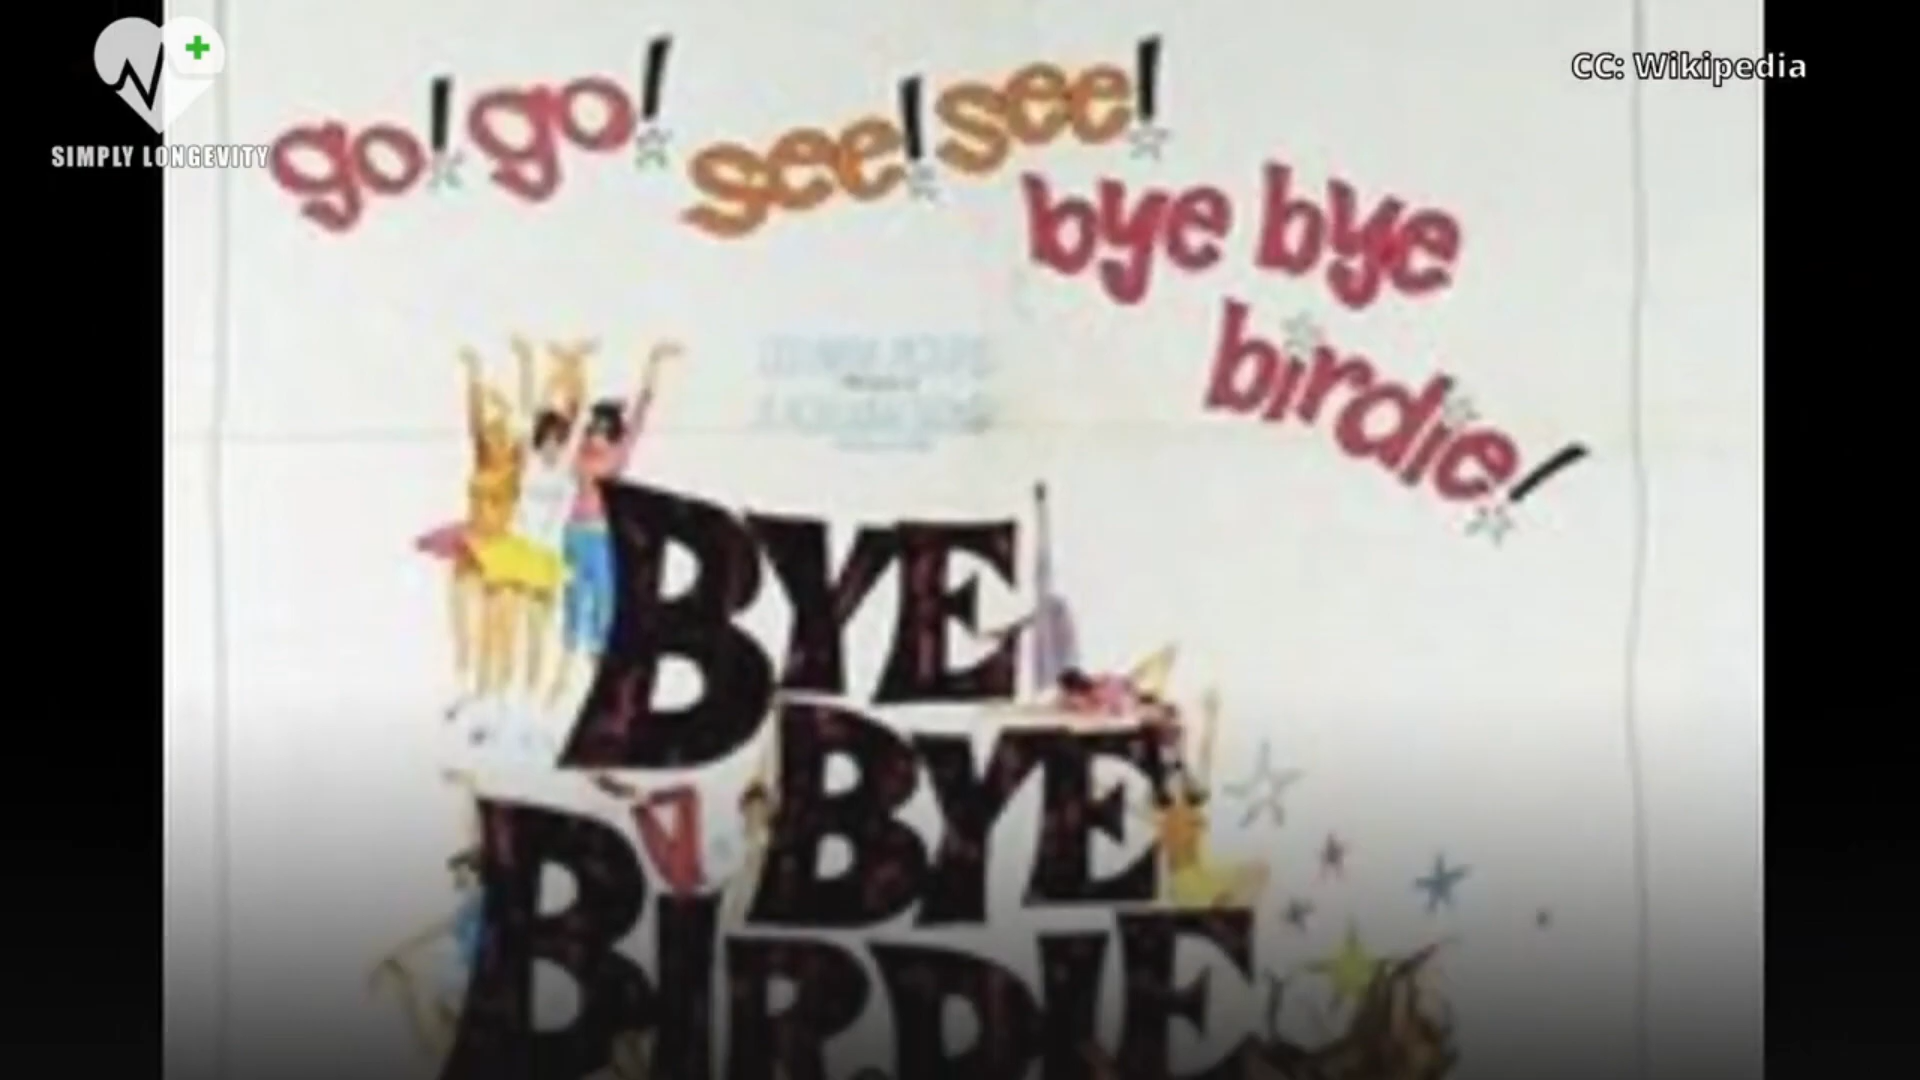 SIMPLY LONGEVITY
CC: Wikipedia
go! go! see! see!
bye bye
birdie!
BYE
BYE
BIRDIE